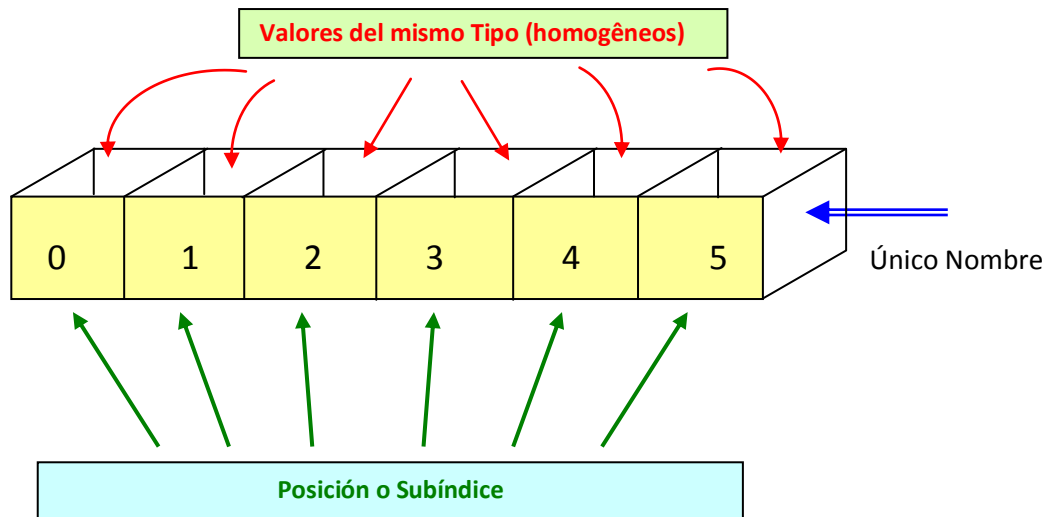 Valores del mismo Tipo (homogêneos)
0 1 2 3 4 5
Único Nombre
Posición o Subíndice